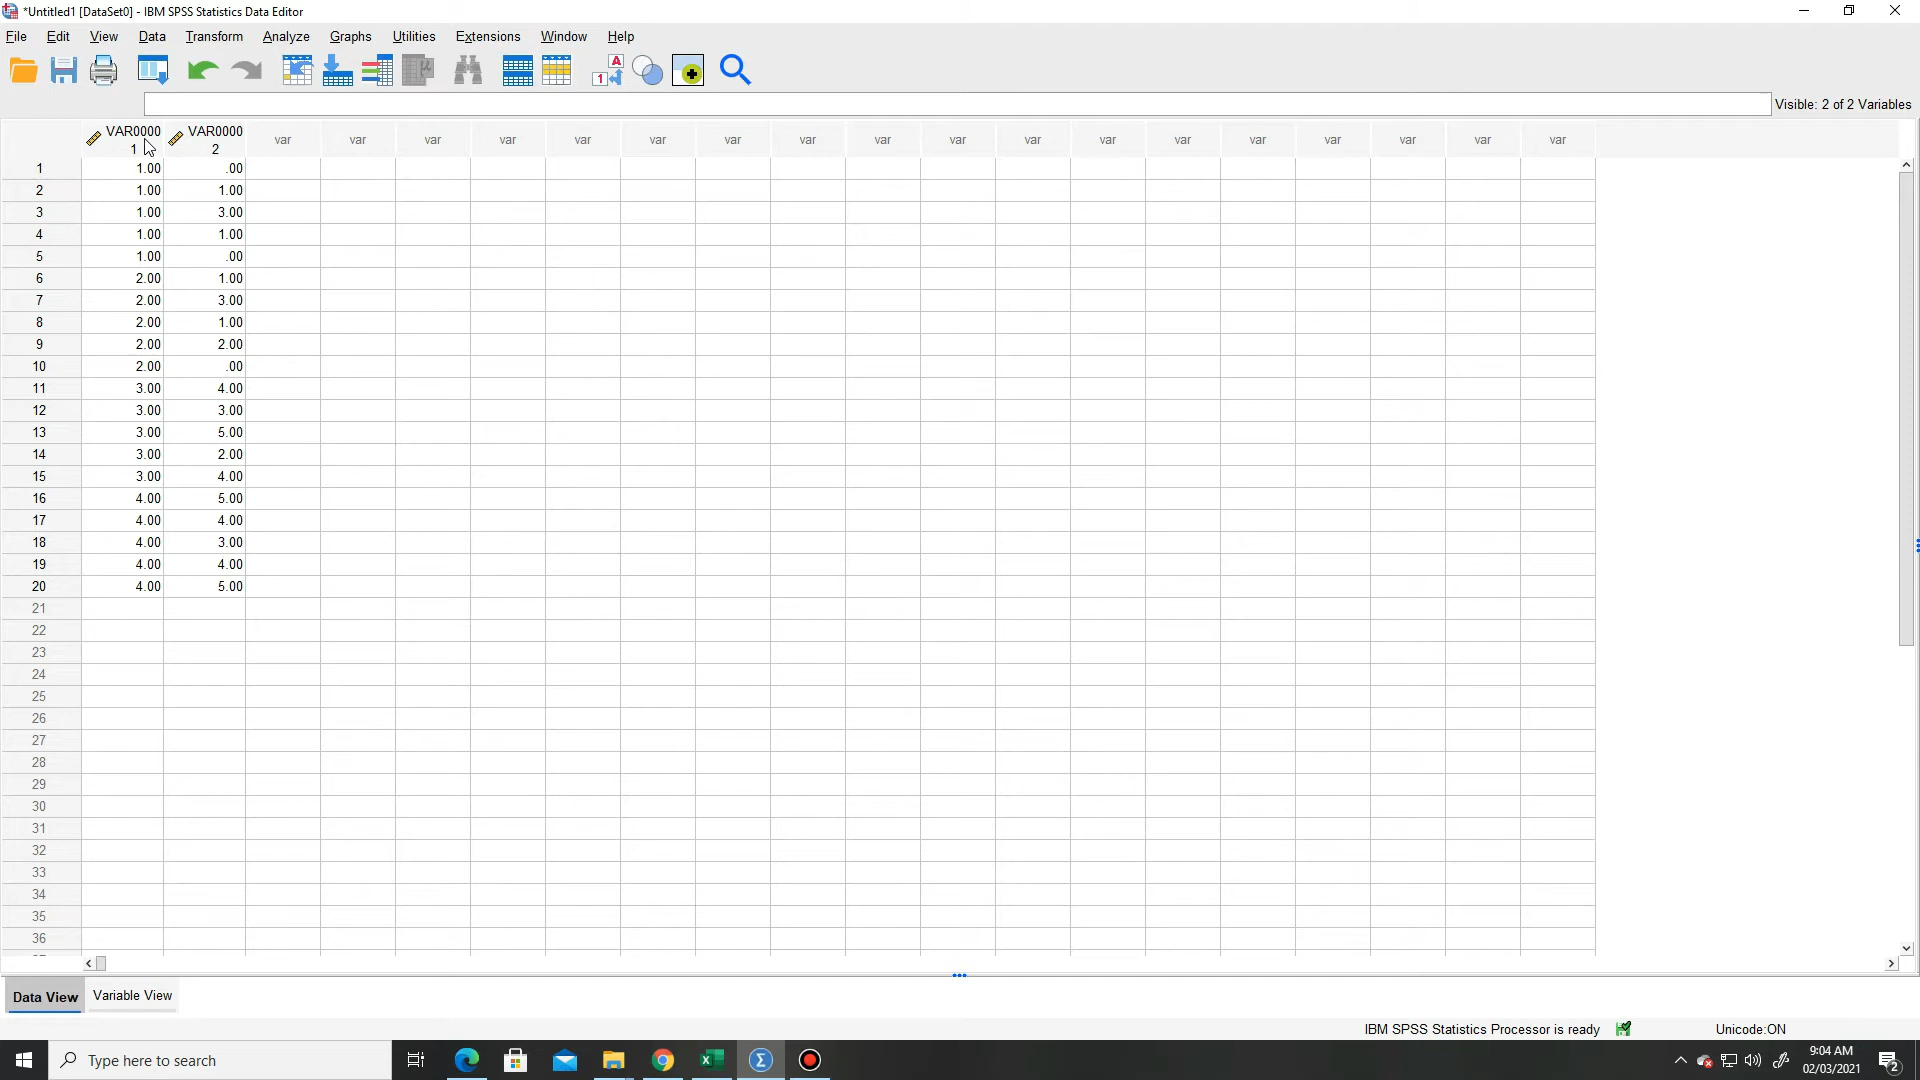 *Untitled1 [DataSet0] - IBM SPSS Statistics Data Editor
File Edit View Data Transform Analyze Graphs Utilities Extensions Window Help
Visible: 2 of 2 Variables
VAR0000 VAR0000
1 2 var var var var var var var var var var var var var var var var var var
1 1.00 .00
2 1.00 1.00
3 1.00 3.00
4 1.00 1.00
5 1.00 .00
6 2.00 1.00
7 2.00 3.00
8 2.00 1.00
9 2.00 2.00
10 2.00 .00
11 3.00 4.00
12 3.00 3.00
13 3.00 5.00
14 3.00 2.00
15 3.00 4.00
16 4.00 5.00
17 4.00 4.00
18 4.00 3.00
19 4.00 4.00
20 4.00 5.00
21
22
23
24
25
26
27
28
29
30
31
32
33
34
35
36
Data View Variable View
IBM SPSS Statistics Processor is ready Unicode:ON
Type here to search
9:04 AM
02/03/2021
2